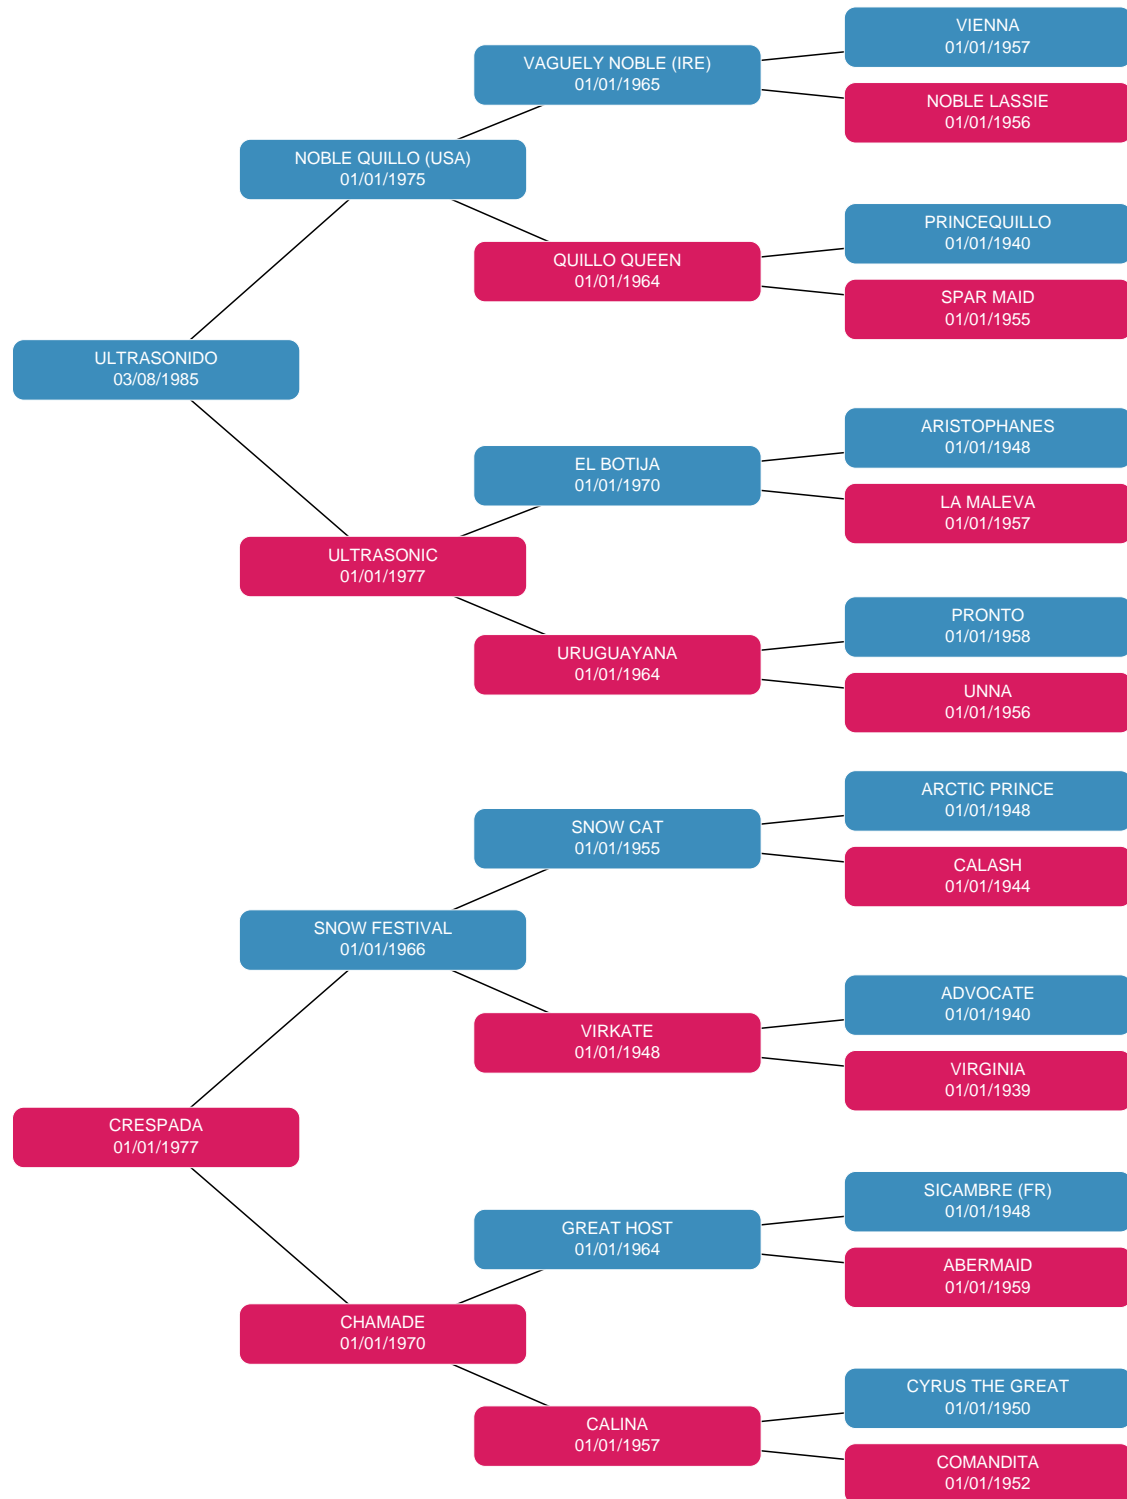 VIENNA
01/01/1957
VAGUELY NOBLE (IRE)
01/01/1965
NOBLE LASSIE
01/01/1956
NOBLE QUILLO (USA)
01/01/1975
PRINCEQUILLO
01/01/1940
QUILLO QUEEN
01/01/1964
SPAR MAID
01/01/1955
ULTRASONIDO
03/08/1985
ARISTOPHANES
01/01/1948
EL BOTIJA
01/01/1970
LA MALEVA
01/01/1957
ULTRASONIC
01/01/1977
PRONTO
01/01/1958
URUGUAYANA
01/01/1964
UNNA
01/01/1956
ARCTIC PRINCE
01/01/1948
SNOW CAT
01/01/1955
CALASH
01/01/1944
SNOW FESTIVAL
01/01/1966
ADVOCATE
01/01/1940
VIRKATE
01/01/1948
VIRGINIA
01/01/1939
CRESPADA
01/01/1977
SICAMBRE (FR)
01/01/1948
GREAT HOST
01/01/1964
ABERMAID
01/01/1959
CHAMADE
01/01/1970
CYRUS THE GREAT
01/01/1950
CALINA
01/01/1957
COMANDITA
01/01/1952